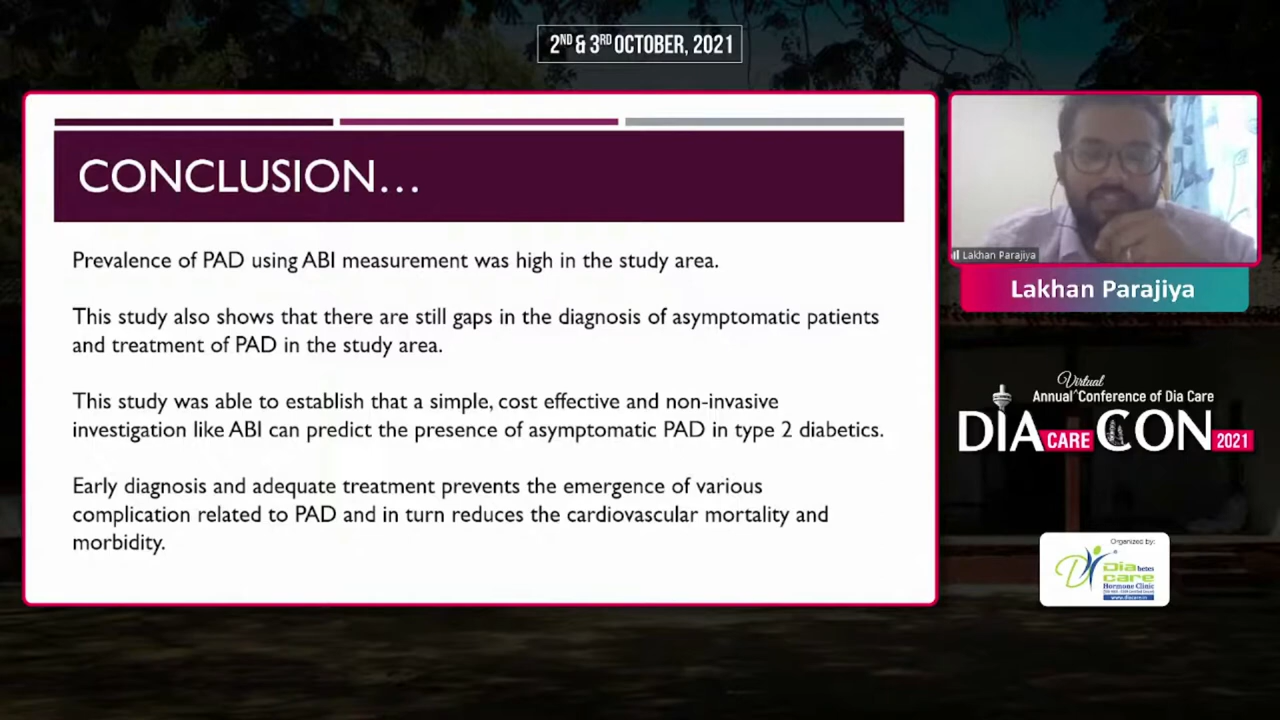 2ND & 3RD OCTOBER, 2021
CONCLUSION...
Prevalence of PAD using ABI measurement was high in the study area.
This study also shows that there are still gaps in the diagnosis of asymptomatic patients
and treatment of PAD in the study area.
This study was able to establish that a simple, cost effective and non-invasive
investigation like ABI can predict the presence of asymptomatic PAD in type 2 diabetics.
Early diagnosis and adequate treatment prevents the emergence of various
complication related to PAD and in turn reduces the cardiovascular mortality and
morbidity.
Lakhan Parajiya
Lakhan Parajiya
Virtual
Annual ^ Conference of Dia Care
DIA CARE CON 2021
Organized by:
Diabetes
care
Hormone Clinic
www.diacare.in